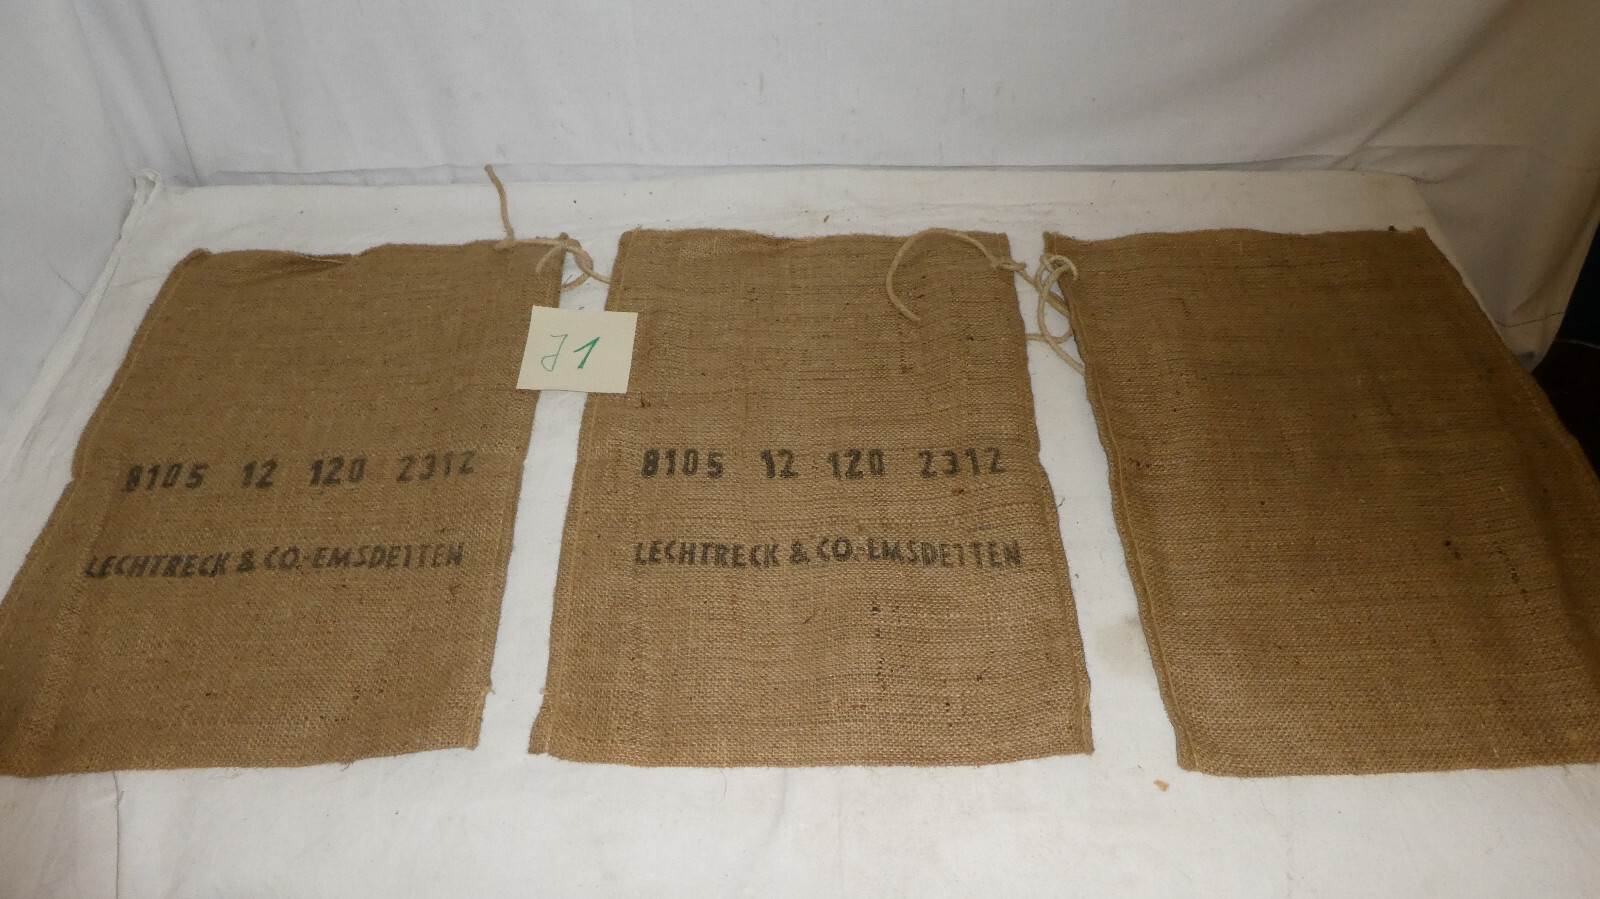 J1
8105 12 120 2312
LECHTRECK & CO.-EMSDETTEN
8105 12 120 2312
LECHTRECK & CO.-EMSDETTEN